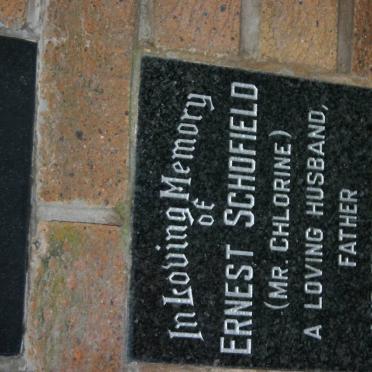 In Loving Memory
of
ERNEST SCHOFIELD
(MR. CHLORINE.)
A LOVING HUSBAND,
FATHER